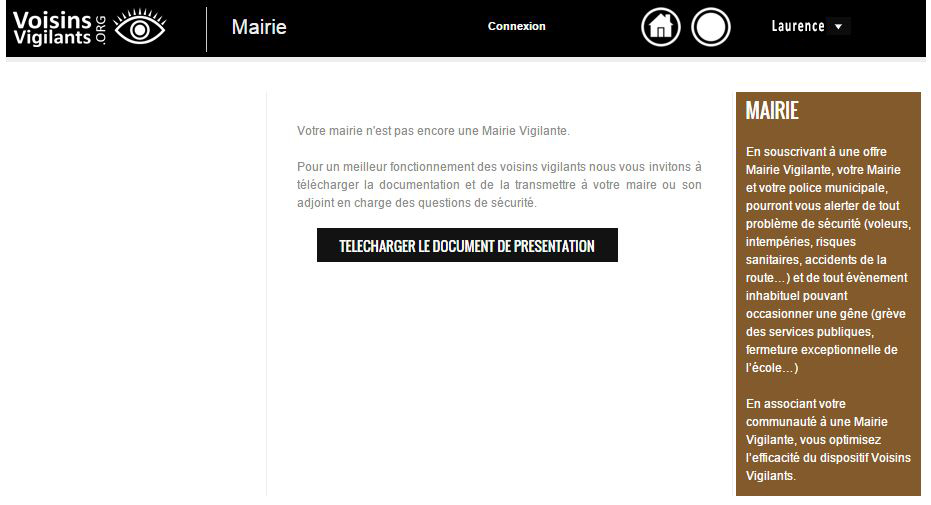 Voisins
Vigilants
.ORG
Mairie
Connexion
Laurence
Votre mairie n'est pas encore une Mairie Vigilante.
Pour un meilleur fonctionnement des voisins vigilants nous vous invitons à
télécharger la documentation et de la transmettre à votre maire ou son
adjoint en charge des questions de sécurité.
TELECHARGER LE DOCUMENT DE PRESENTATION
MAIRIE
En souscrivant à une offre
Mairie Vigilante, votre Mairie
et votre police municipale,
pourront vous alerter de tout
problème de sécurité (voleurs,
intempéries, risques
sanitaires, accidents de la
route...) et de tout évènement
inhabituel pouvant
occasionner une gêne (grève
des services publiques,
fermeture exceptionnelle de
l'école...)
En associant votre
communauté à une Mairie
Vigilante, vous optimisez
l'efficacité du dispositif Voisins
Vigilants.